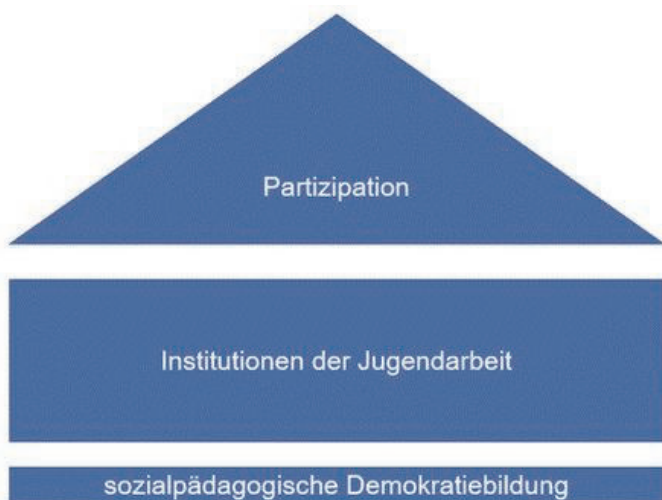 Partizipation
Institutionen der Jugendarbeit
sozialpädagogische Demokratiebildung